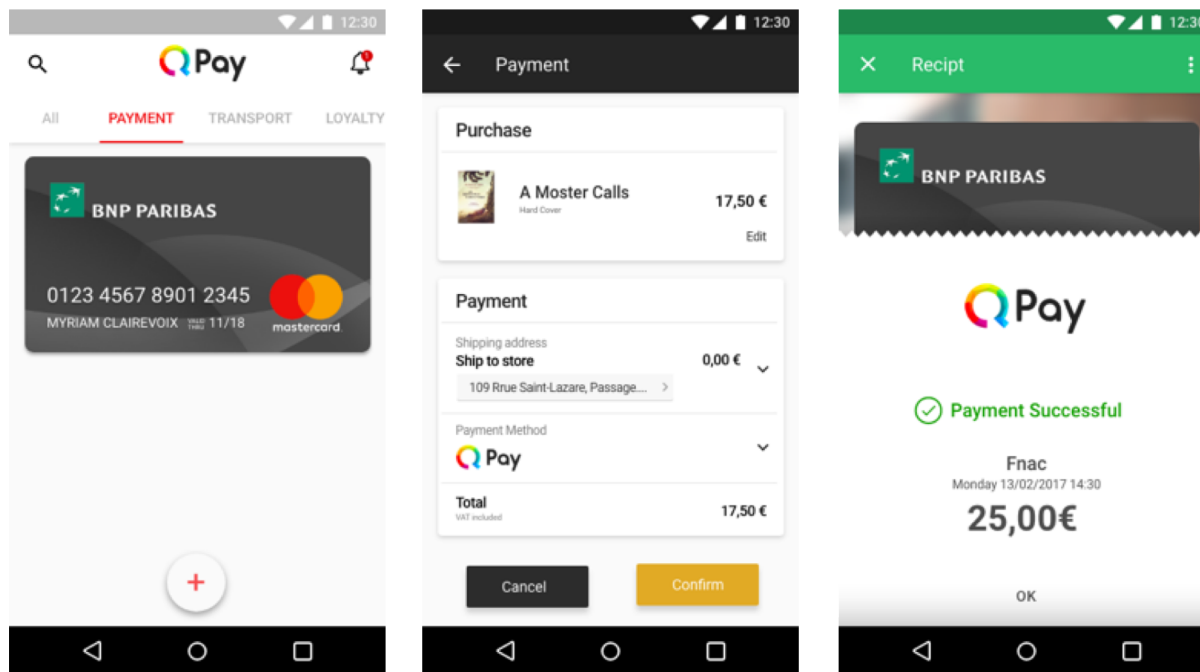 12:30
Pay
1
All PAYMENT TRANSPORT LOYALTY
BNP PARIBAS
0123 4567 8901 2345
MYRIAM CLAIREVOIX VALID THRU 11/18
mastercard
+
12:30
Payment
Purchase
A Moster Calls
Hard Cover
17,50 €
Edit
Payment
Shipping address
Ship to store
0,00 €
109 Rrue Saint-Lazare, Passage....
Payment Method
Pay
Total
VAT included
17,50 €
Cancel
Confirm
12:30
Recipt
BNP PARIBAS
Pay
Payment Successful
Fnac
Monday 13/02/2017 14:30
25,00€
OK